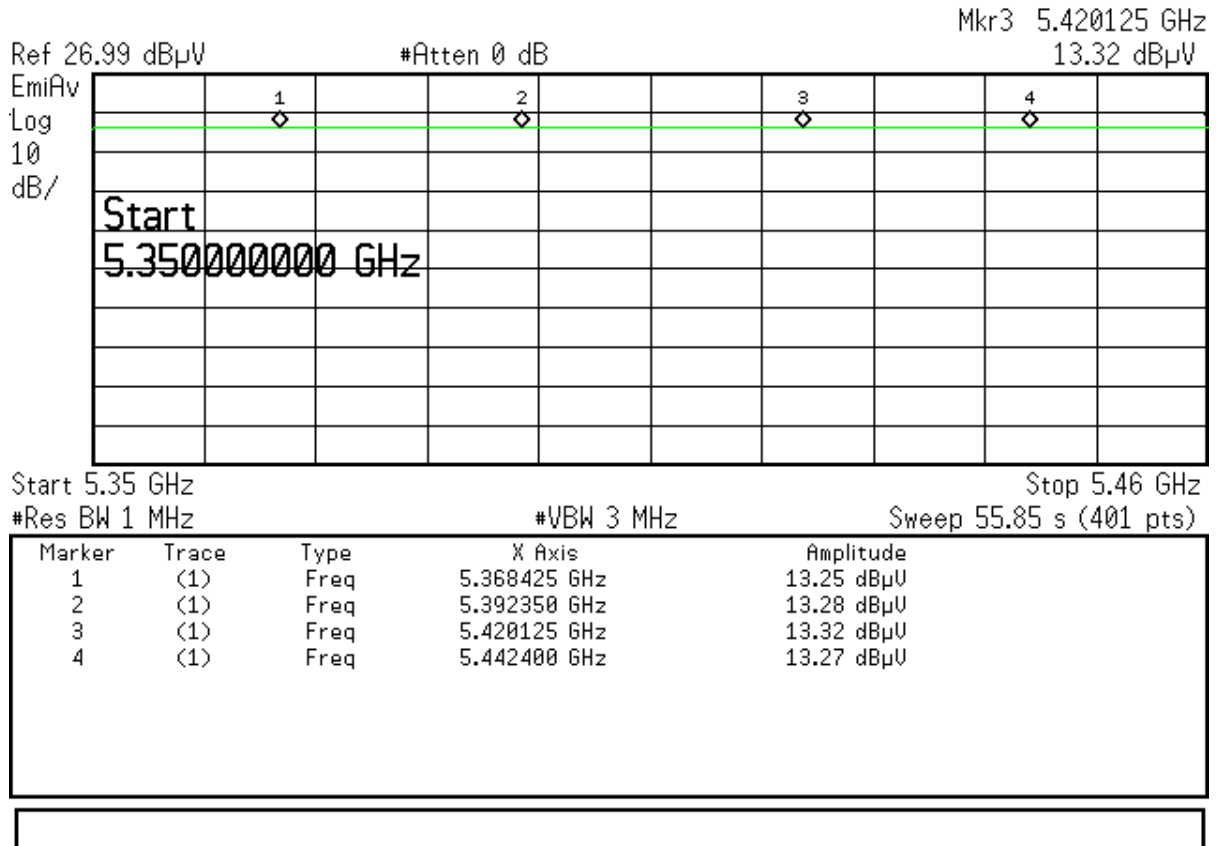 Mkr3 5.420125 GHz
Ref 26.99 dBµV #Atten 0 dB 13.32 dBµV
EmiAv
Log
10
dB/
1 2 3 4
Start
5.350000000 GHz
Start 5.35 GHz Stop 5.46 GHz
#Res BW 1 MHz #VBW 3 MHz Sweep 55.85 s (401 pts)
Marker Trace Type X Axis Amplitude
1 (1) Freq 5.368425 GHz 13.25 dBµV
2 (1) Freq 5.392350 GHz 13.28 dBµV
3 (1) Freq 5.420125 GHz 13.32 dBµV
4 (1) Freq 5.442400 GHz 13.27 dBµV